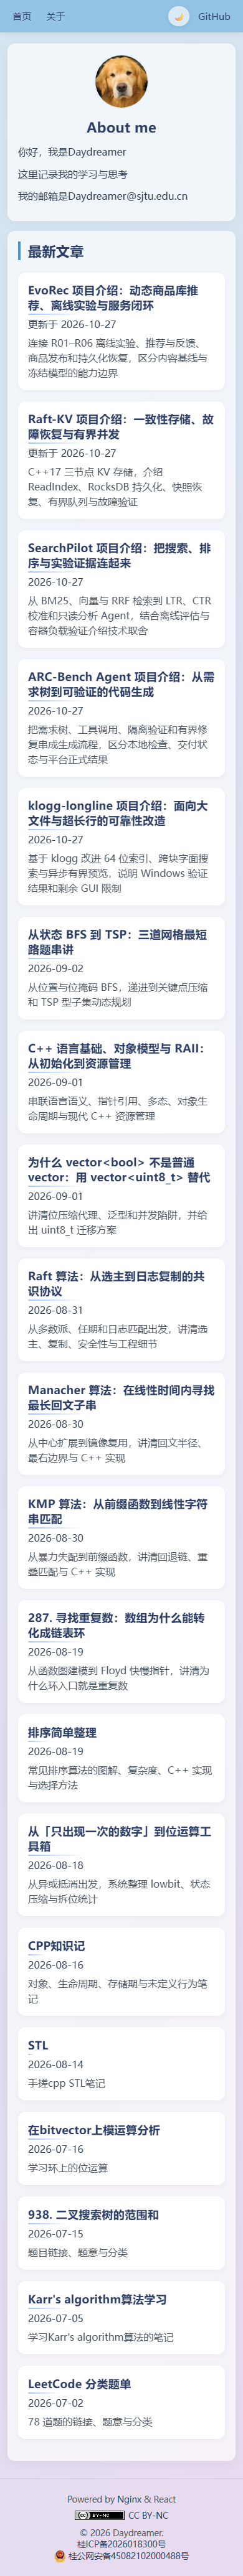 首页 关于 GitHub
About me
你好，我是Daydreamer
这里记录我的学习与思考
我的邮箱是Daydreamer@sjtu.edu.cn
最新文章
EvoRec 项目介绍：动态商品库推
荐、离线实验与服务闭环
更新于 2026-10-27
连接 R01–R06 离线实验、推荐与反馈、
商品发布和持久化恢复，区分内容基线与
冻结模型的能力边界
Raft-KV 项目介绍：一致性存储、故
障恢复与有界并发
更新于 2026-10-27
C++17 三节点 KV 存储，介绍
ReadIndex、RocksDB 持久化、快照恢
复、有界队列与故障验证
SearchPilot 项目介绍：把搜索、排
序与实验证据连起来
2026-10-27
从 BM25、向量与 RRF 检索到 LTR、CTR
校准和只读分析 Agent，结合离线评估与
容器负载验证介绍技术取舍
ARC-Bench Agent 项目介绍：从需
求树到可验证的代码生成
2026-10-27
把需求树、工具调用、隔离验证和有界修
复串成生成流程，区分本地检查、交付状
态与平台正式结果
klogg-longline 项目介绍：面向大
文件与超长行的可靠性改造
2026-10-27
基于 klogg 改进 64 位索引、跨块字面搜
索与异步有界预览，说明 Windows 验证
结果和剩余 GUI 限制
从状态 BFS 到 TSP：三道网格最短
路题串讲
2026-09-02
从位置与位掩码 BFS，递进到关键点压缩
和 TSP 型子集动态规划
C++ 语言基础、对象模型与 RAII：
从初始化到资源管理
2026-09-01
串联语言语义、指针引用、多态、对象生
命周期与现代 C++ 资源管理
为什么 vector<bool> 不是普通
vector：用 vector<uint8_t> 替代
2026-09-01
讲清位压缩代理、泛型和并发陷阱，并给
出 uint8_t 迁移方案
Raft 算法：从选主到日志复制的共
识协议
2026-08-31
从多数派、任期和日志匹配出发，讲清选
主、复制、安全性与工程细节
Manacher 算法：在线性时间内寻找
最长回文子串
2026-08-30
从中心扩展到镜像复用，讲清回文半径、
最右边界与 C++ 实现
KMP 算法：从前缀函数到线性字符
串匹配
2026-08-30
从暴力失配到前缀函数，讲清回退链、重
叠匹配与 C++ 实现
287. 寻找重复数：数组为什么能转
化成链表环
2026-08-19
从函数图建模到 Floyd 快慢指针，讲清为
什么环入口就是重复数
排序简单整理
2026-08-19
常见排序算法的图解、复杂度、C++ 实现
与选择方法
从「只出现一次的数字」到位运算工
具箱
2026-08-18
从异或抵消出发，系统整理 lowbit、状态
压缩与拆位统计
CPP知识记
2026-08-16
对象、生命周期、存储期与未定义行为笔
记
STL
2026-08-14
手搓cpp STL笔记
在bitvector上模运算分析
2026-07-16
学习环上的位运算
938. 二叉搜索树的范围和
2026-07-15
题目链接、题意与分类
Karr's algorithm算法学习
2026-07-05
学习Karr's algorithm算法的笔记
LeetCode 分类题单
2026-07-02
78 道题的链接、题意与分类
Powered by Nginx & React
BY-NC CC BY-NC
© 2026 Daydreamer.
桂ICP备2026018300号
桂公网安备45082102000488号